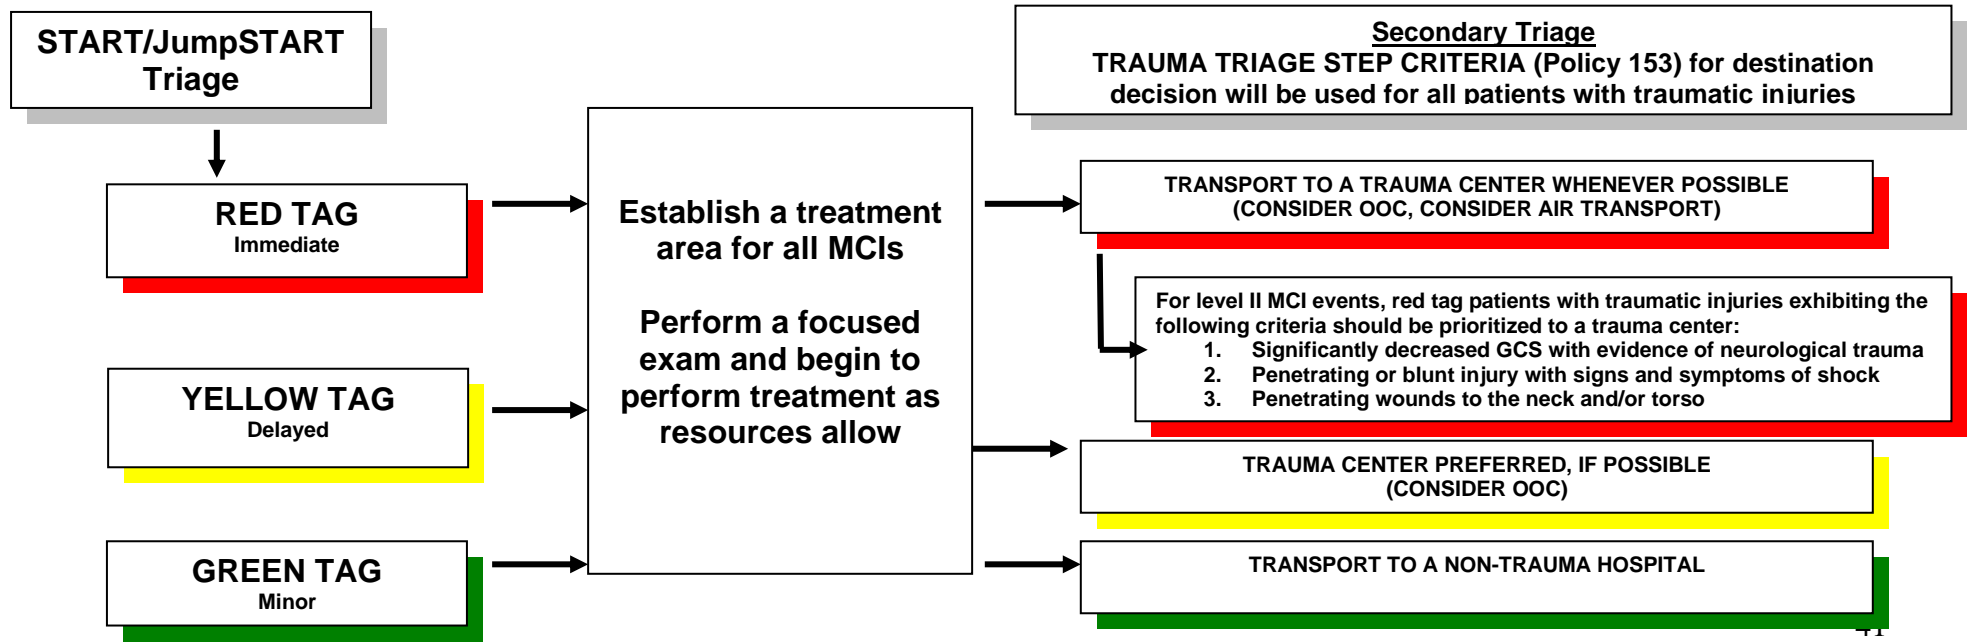 START/JumpSTART
Triage
Secondary Triage
TRAUMA TRIAGE STEP CRITERIA (Policy 153) for destination
decision will be used for all patients with traumatic injuries
RED TAG
Immediate
YELLOW TAG
Delayed
GREEN TAG
Minor
Establish a treatment
area for all MCIs
Perform a focused
exam and begin to
perform treatment as
resources allow
TRANSPORT TO A TRAUMA CENTER WHENEVER POSSIBLE
(CONSIDER OOC, CONSIDER AIR TRANSPORT)
For level II MCI events, red tag patients with traumatic injuries exhibiting the
following criteria should be prioritized to a trauma center:
1. Significantly decreased GCS with evidence of neurological trauma
2. Penetrating or blunt injury with signs and symptoms of shock
3. Penetrating wounds to the neck and/or torso
TRAUMA CENTER PREFERRED, IF POSSIBLE
(CONSIDER OOC)
TRANSPORT TO A NON-TRAUMA HOSPITAL